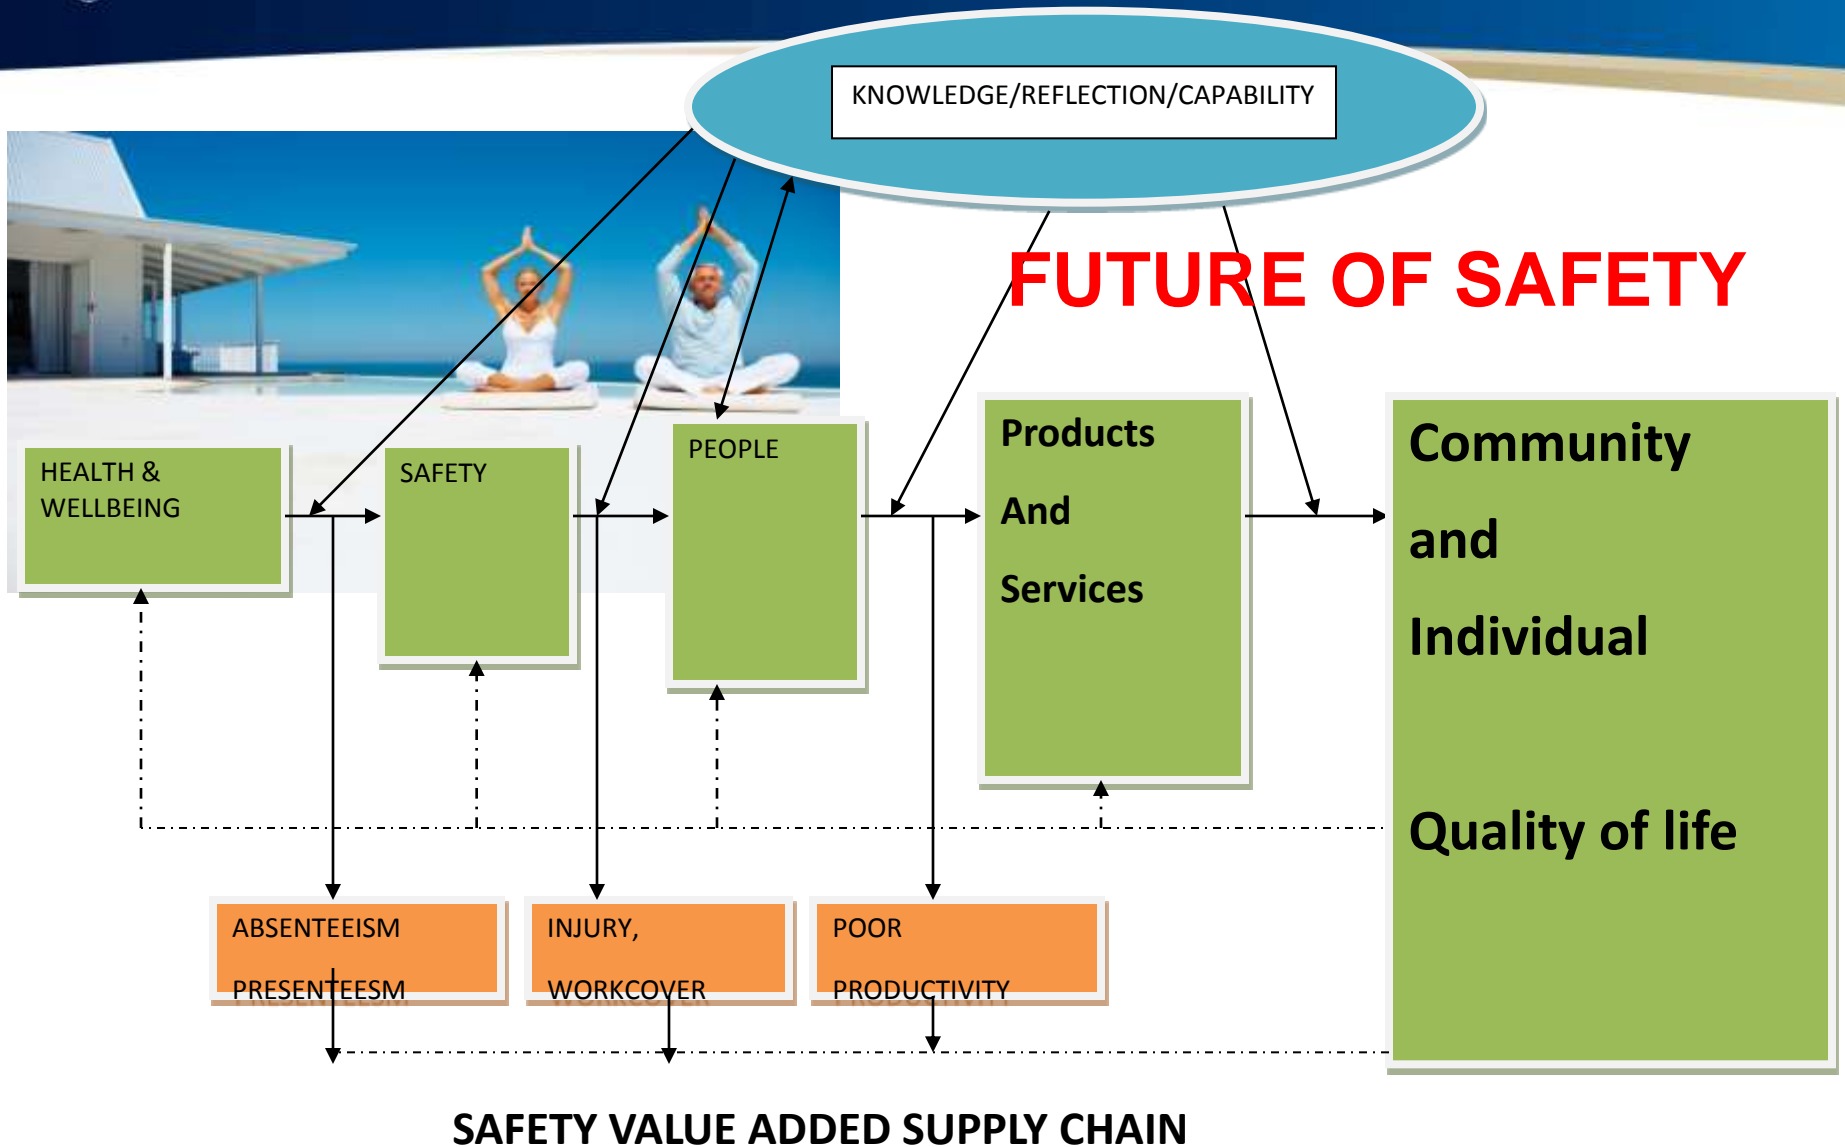 KNOWLEDGE/REFLECTION/CAPABILITY
FUTURE OF SAFETY
HEALTH &
WELLBEING
SAFETY
PEOPLE
Products
And
Services
Community
and
Individual
Quality of life
ABSENTEEISM
PRESENTEESM
INJURY,
WORKCOVER
POOR
PRODUCTIVITY
SAFETY VALUE ADDED SUPPLY CHAIN